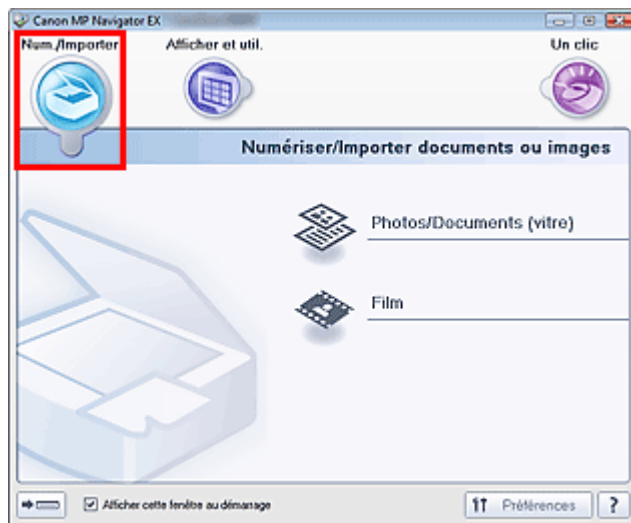 Canon MP Navigator EX
Num./Importer Afficher et util. Un clic
Numériser/Importer documents ou images
Photos/Documents (vitre)
Film
Afficher cette fenêtre au démarrage
Préférences ?